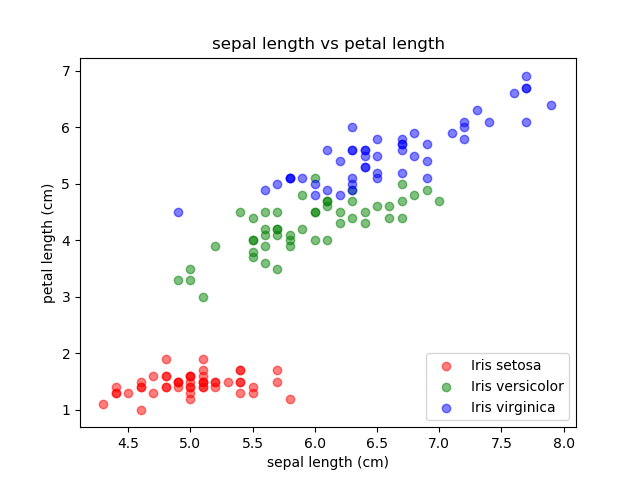 sepal length vs petal length
petal length (cm)
7
6
5
4
3
2
1
4.5 5.0 5.5 6.0 6.5 7.0 7.5 8.0
sepal length (cm)
Iris setosa
Iris versicolor
Iris virginica